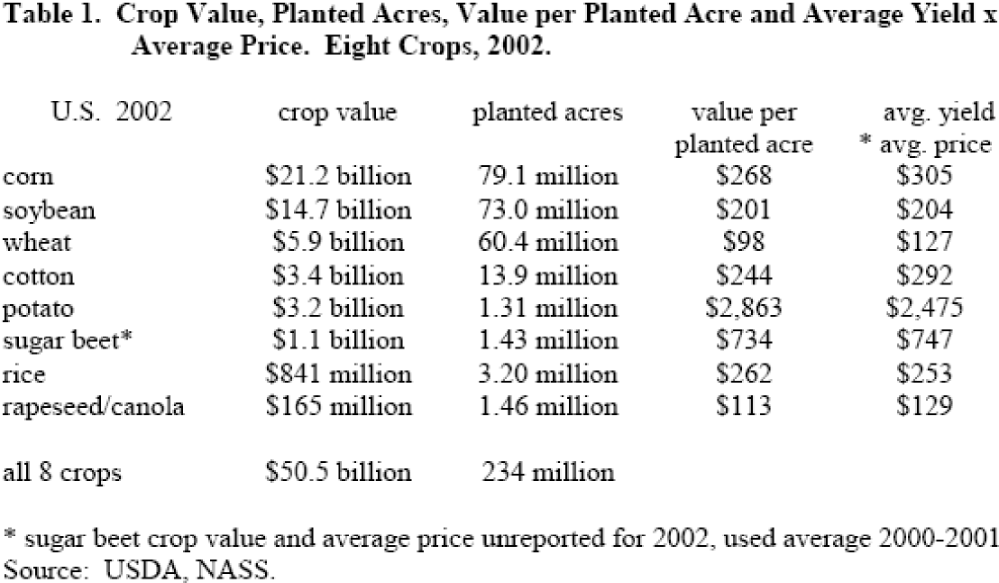 Table 1. Crop Value, Planted Acres, Value per Planted Acre and Average Yield x
Average Price. Eight Crops, 2002.
U.S. 2002 crop value planted acres value per avg. yield
planted acre * avg. price
corn $21.2 billion 79.1 million $268 $305
soybean $14.7 billion 73.0 million $201 $204
wheat $5.9 billion 60.4 million $98 $127
cotton $3.4 billion 13.9 million $244 $292
potato $3.2 billion 1.31 million $2,863 $2,475
sugar beet* $1.1 billion 1.43 million $734 $747
rice $841 million 3.20 million $262 $253
rapeseed/canola $165 million 1.46 million $113 $129
all 8 crops $50.5 billion 234 million
* sugar beet crop value and average price unreported for 2002, used average 2000-2001
Source: USDA, NASS.